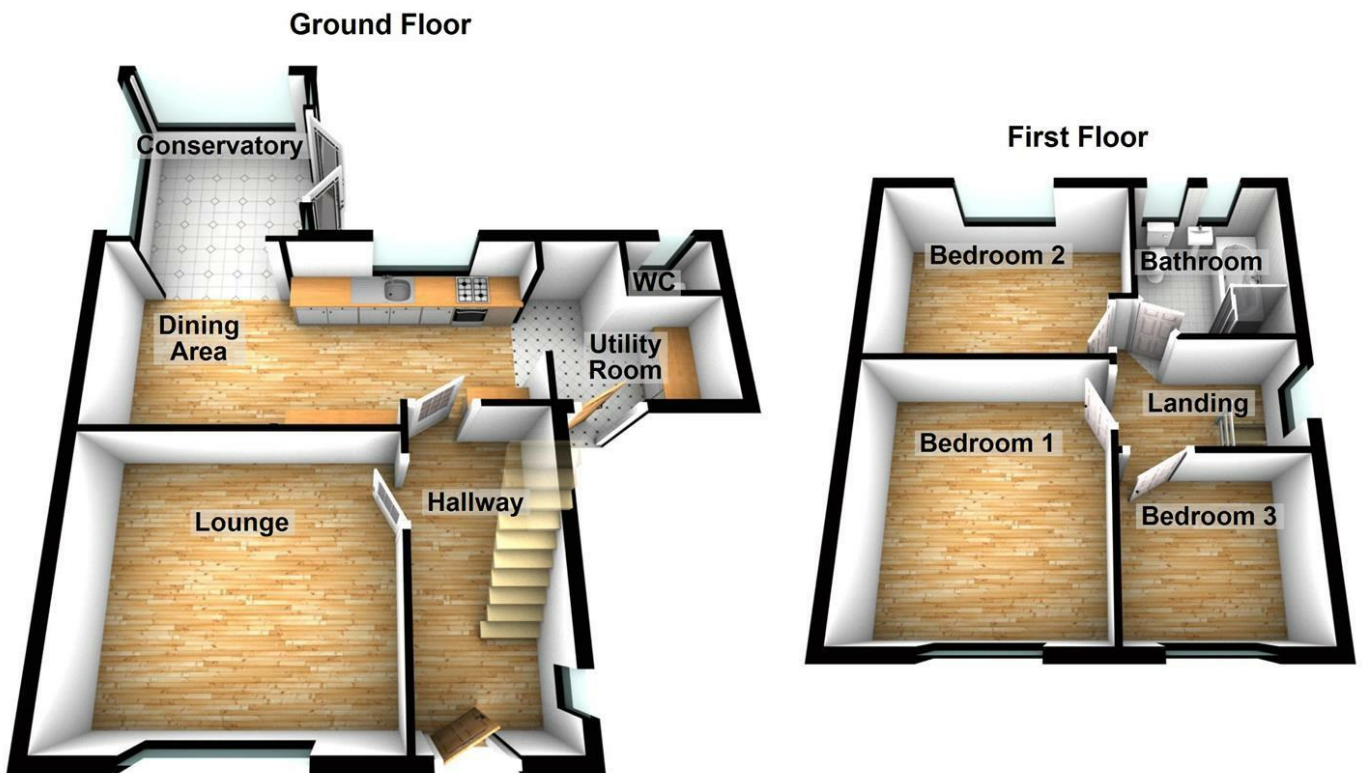 Ground Floor
Conservatory
WC
Dining
Area
Utility
Room
Hallway
Lounge
First Floor
Bedroom 2
Bathroom
Landing
Bedroom 1
Bedroom 3